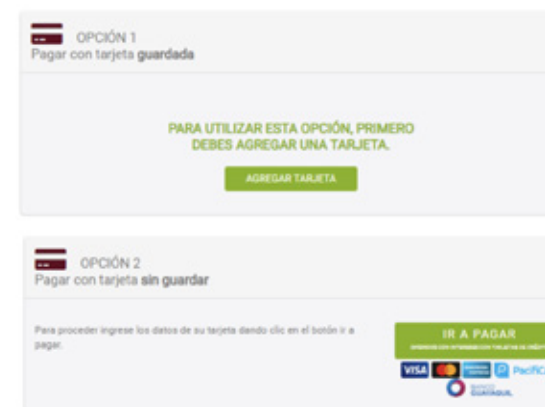 OPCIÓN 1
Pagar con tarjeta guardada
PARA UTILIZAR ESTA OPCIÓN, PRIMERO
DEBES AGREGAR UNA TARJETA.
AGREGAR TARJETA
OPCIÓN 2
Pagar con tarjeta sin guardar
Para proceder ingrese los datos de su tarjeta dando clic en el botón ir a
pagar.
IR A PAGAR
VISA
BANCO
GUAYAQUIL